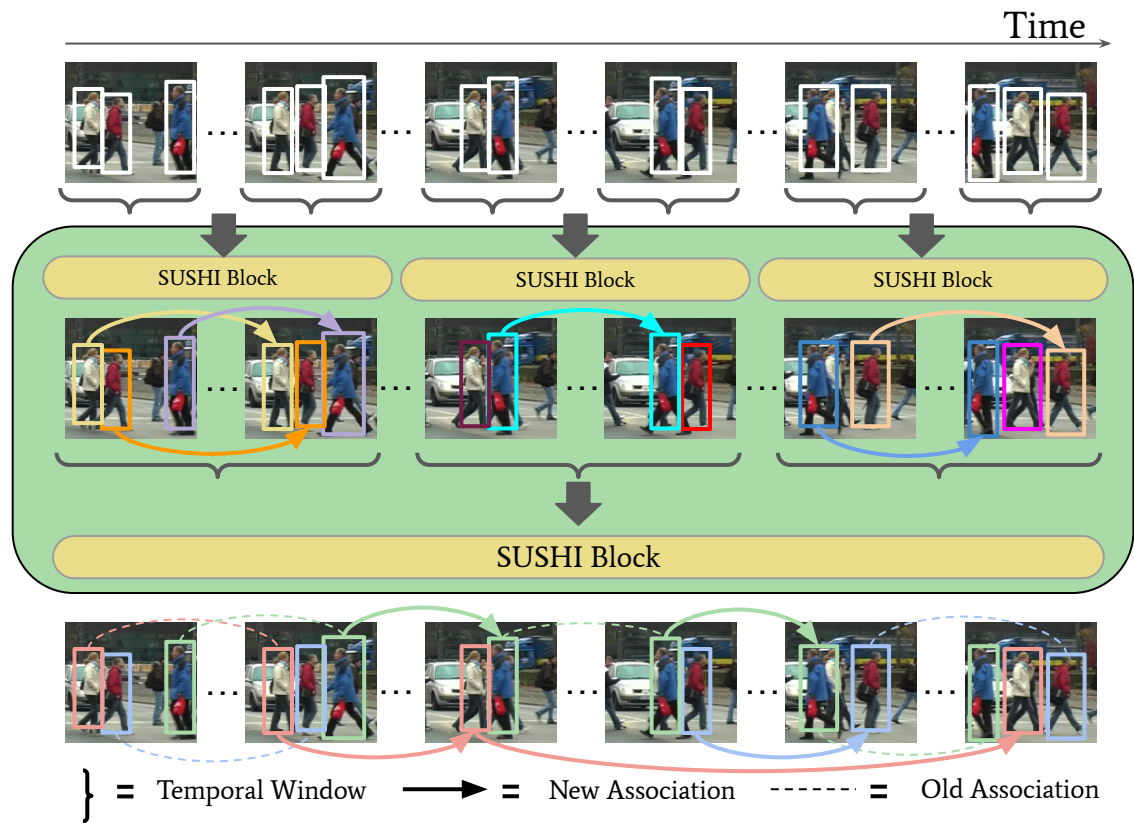 Time
SUSHI Block
SUSHI Block
SUSHI Block
SUSHI Block
} = Temporal Window = New Association = Old Association